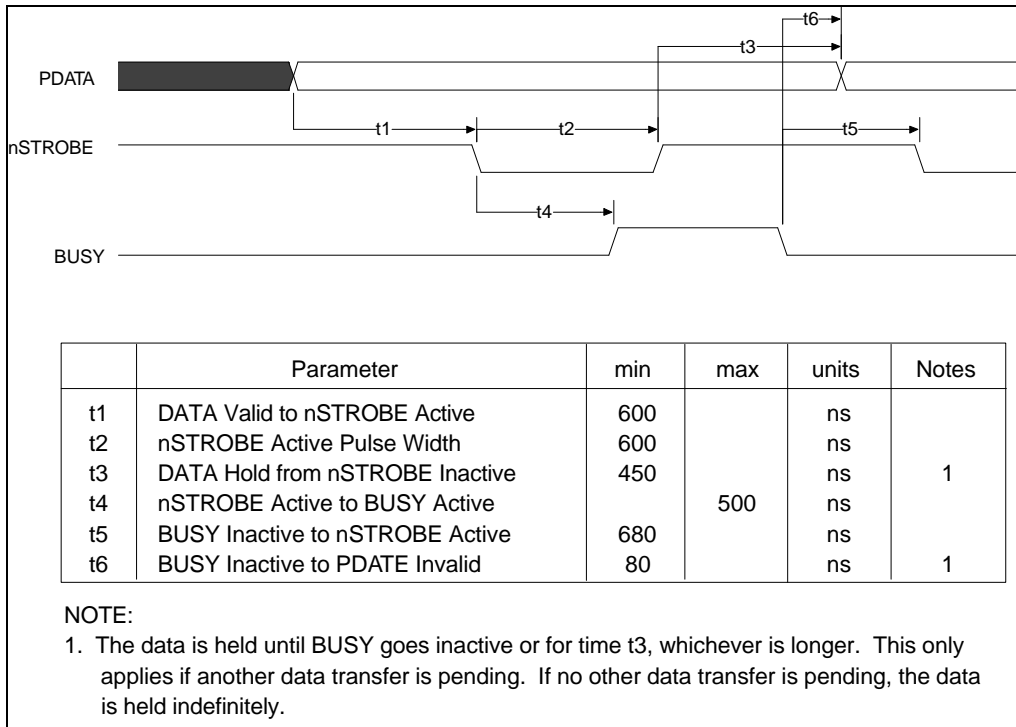 t6
t3
PDATA
t1 t2 t5
nSTROBE
t4
BUSY
Parameter min max units Notes
t1 DATA Valid to nSTROBE Active 600 ns
t2 nSTROBE Active Pulse Width 600 ns
t3 DATA Hold from nSTROBE Inactive 450 ns 1
t4 nSTROBE Active to BUSY Active 500 ns
t5 BUSY Inactive to nSTROBE Active 680 ns
t6 BUSY Inactive to PDATE Invalid 80 ns 1
NOTE:
1. The data is held until BUSY goes inactive or for time t3, whichever is longer. This only
applies if another data transfer is pending. If no other data transfer is pending, the data
is held indefinitely.